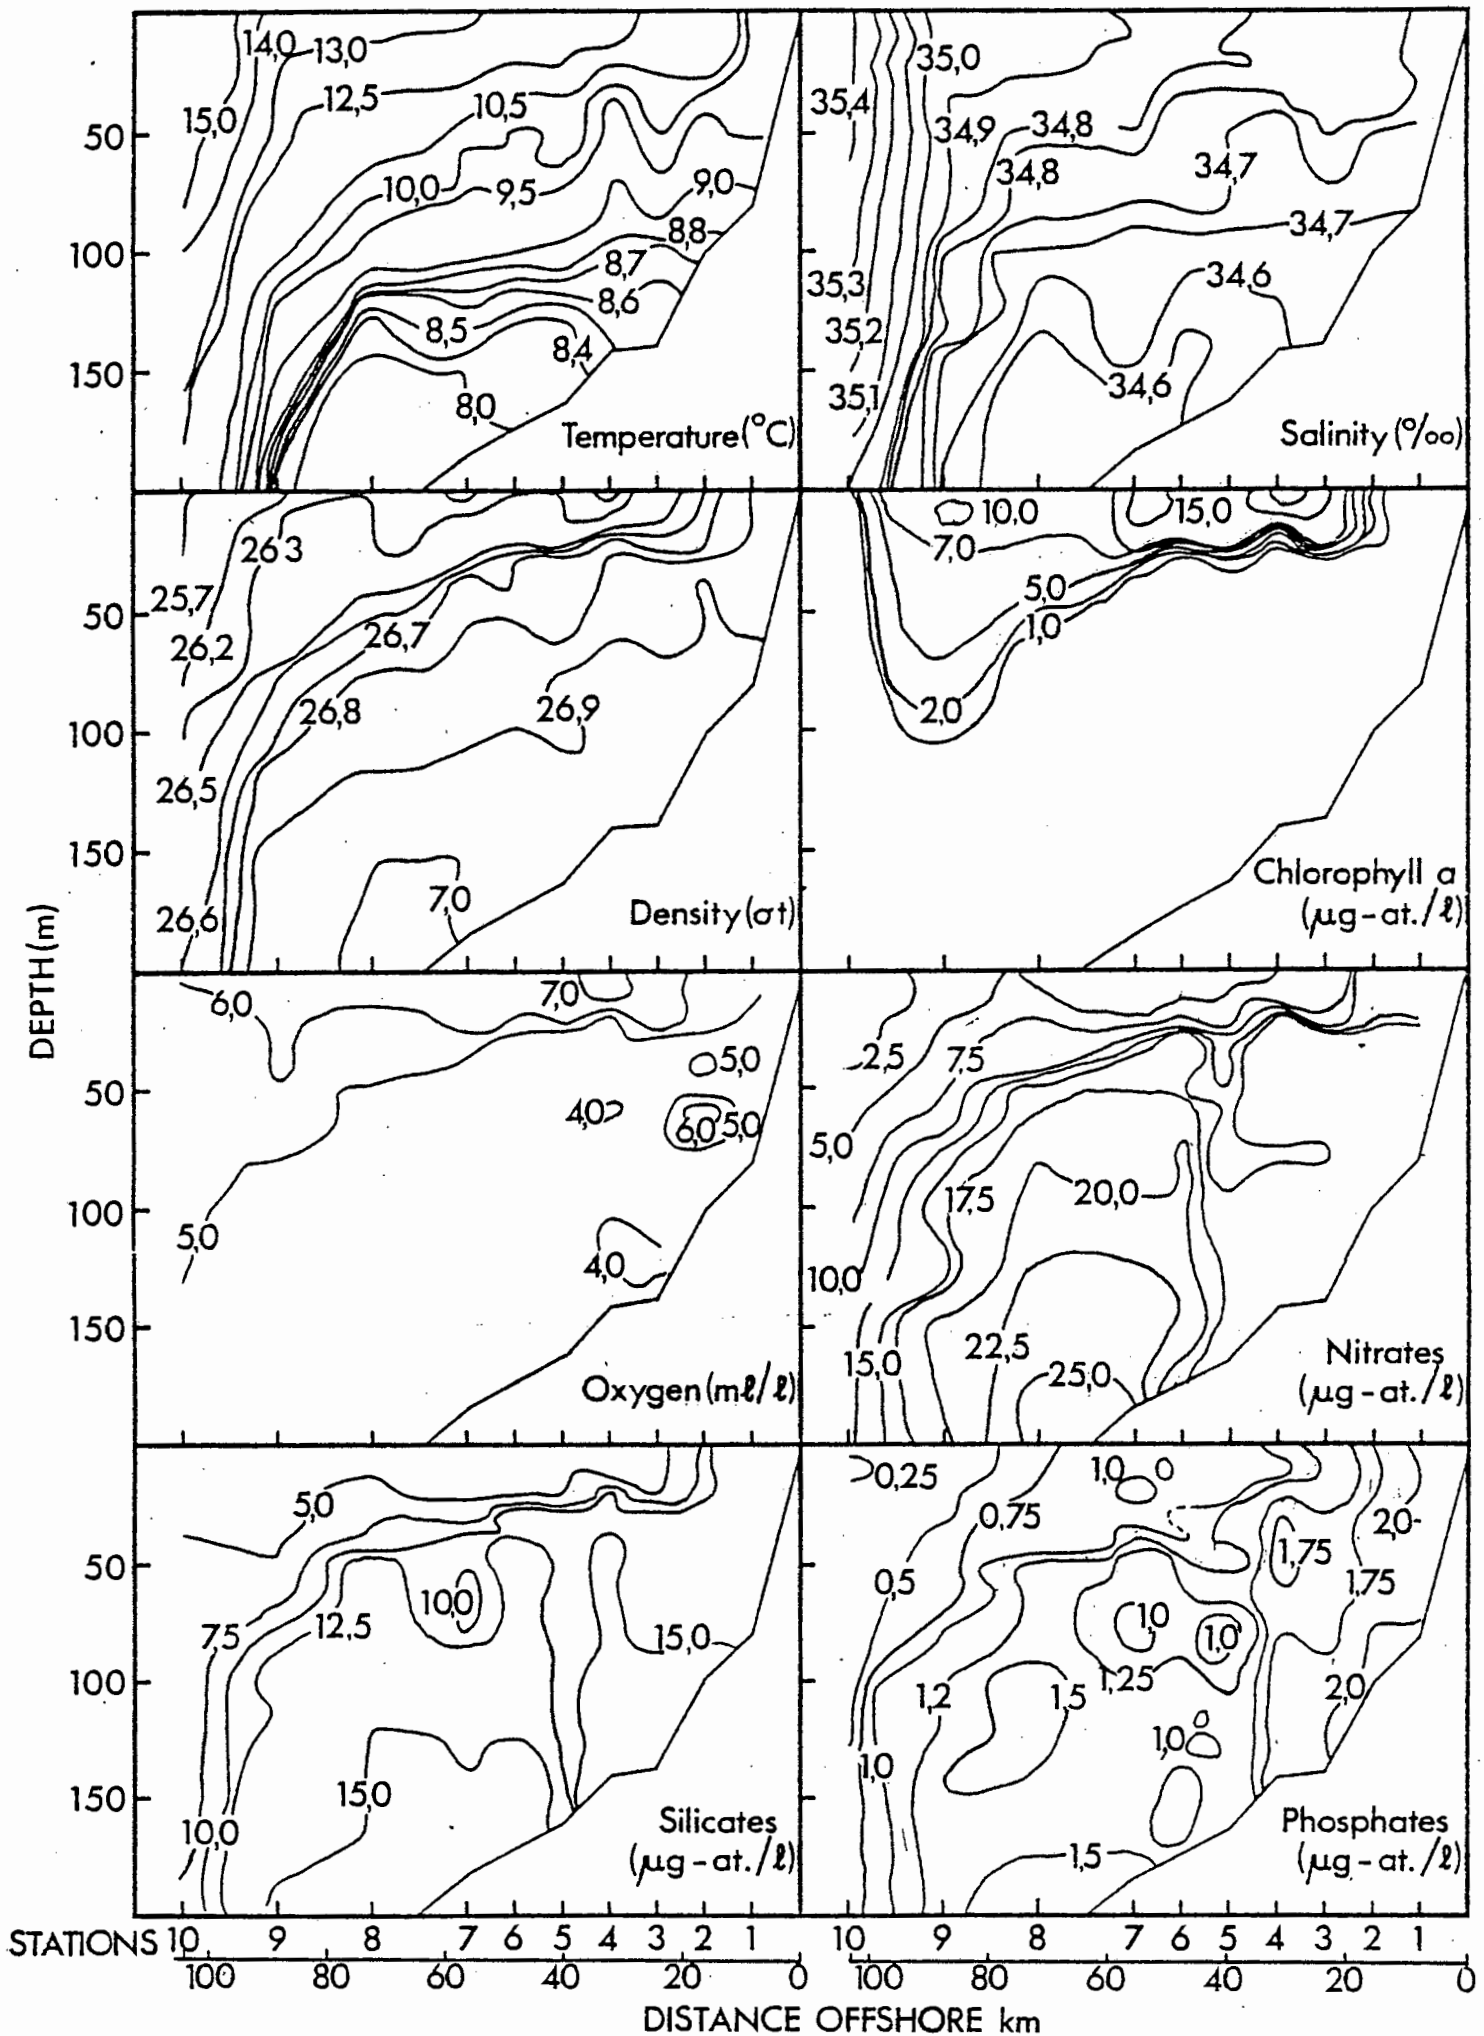 14,0 13,0
15,0 12,5 10,5
50
10,0 9,5 9,0
8,8
100 8,7
8,6
8,5 8,4
150
8,0
Temperature (°C)
35,0
35,4
34,9 34,8
34,8 34,7
34,7
35,3 34,6
35,2
34,6
35,1
Salinity (°/oo)
26,3
25,7
50
26,2 26,7
26,8 26,9
100
26,5
150
26,6 7,0
Density (σt)
10,0 15,0
7,0
5,0
1,0
2,0
Chlorophyll a
(μg-at./ℓ)
DEPTH (m)
6,0 7,0
5,0
50
4,0 6,0 5,0
100
5,0
4,0
150
Oxygen (mℓ/ℓ)
2,5 7,5
5,0
17,5 20,0
10,0
15,0 22,5 25,0
Nitrates
(μg-at./ℓ)
5,0
50
10,0
7,5 12,5 15,0
100
150 15,0
10,0
Silicates
(μg-at./ℓ)
0,25 1,0
0,75 2,0
1,75
0,5 1,75
1,0 1,0
1,25
1,2 1,5 2,0
1,0
1,0
1,5
Phosphates
(μg-at./ℓ)
STATIONS 10 9 8 7 6 5 4 3 2 1
100 80 60 40 20 0
10 9 8 7 6 5 4 3 2 1
100 80 60 40 20 0
DISTANCE OFFSHORE km